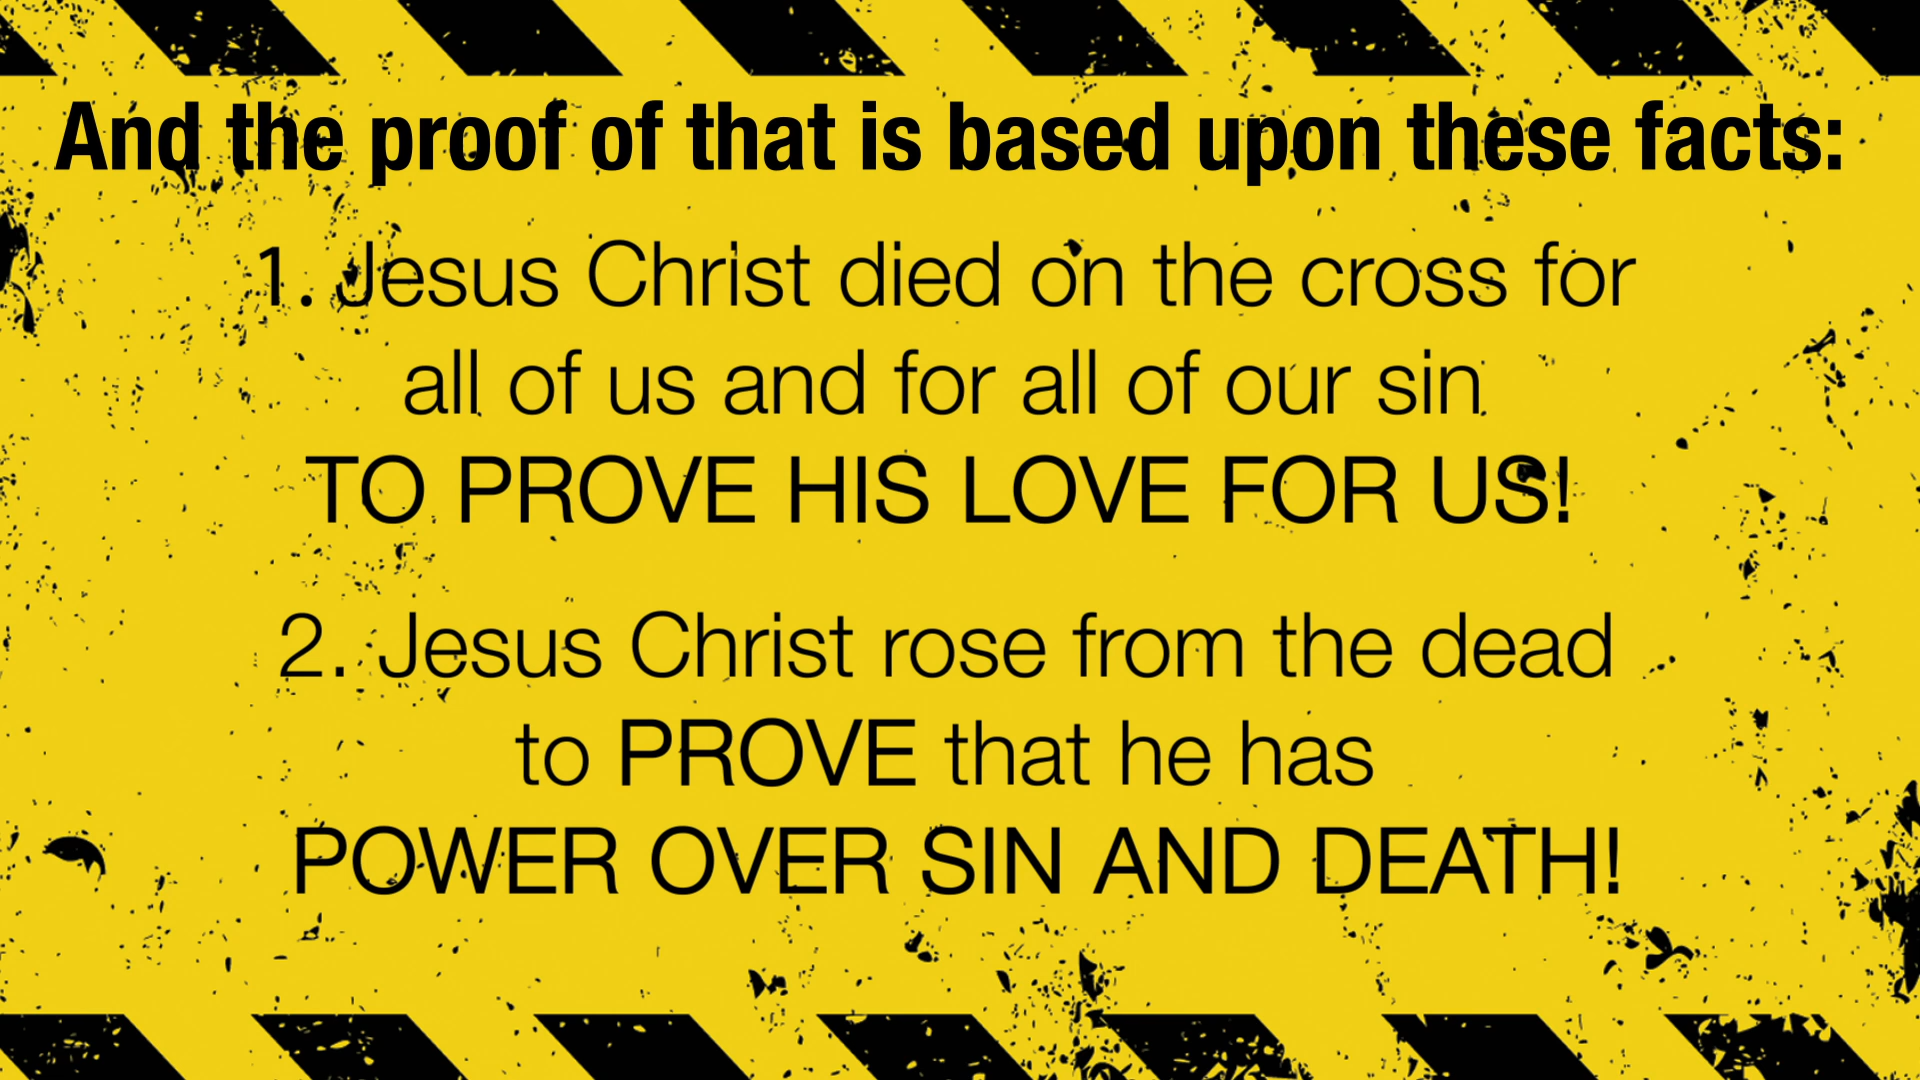 And the proof of that is based upon these facts:
1. Jesus Christ died on the cross for
all of us and for all of our sin
TO PROVE HIS LOVE FOR US!
2. Jesus Christ rose from the dead
to PROVE that he has
POWER OVER SIN AND DEATH!